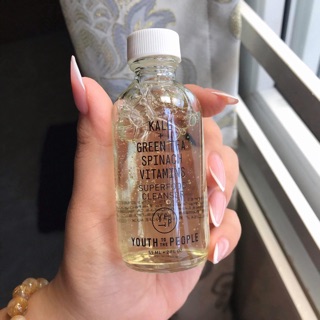 KALE
+
GREEN TEA
SPINACH
VITAMINS
SUPERFOOD
CLEANSER
YOUTH TO THE PEOPLE